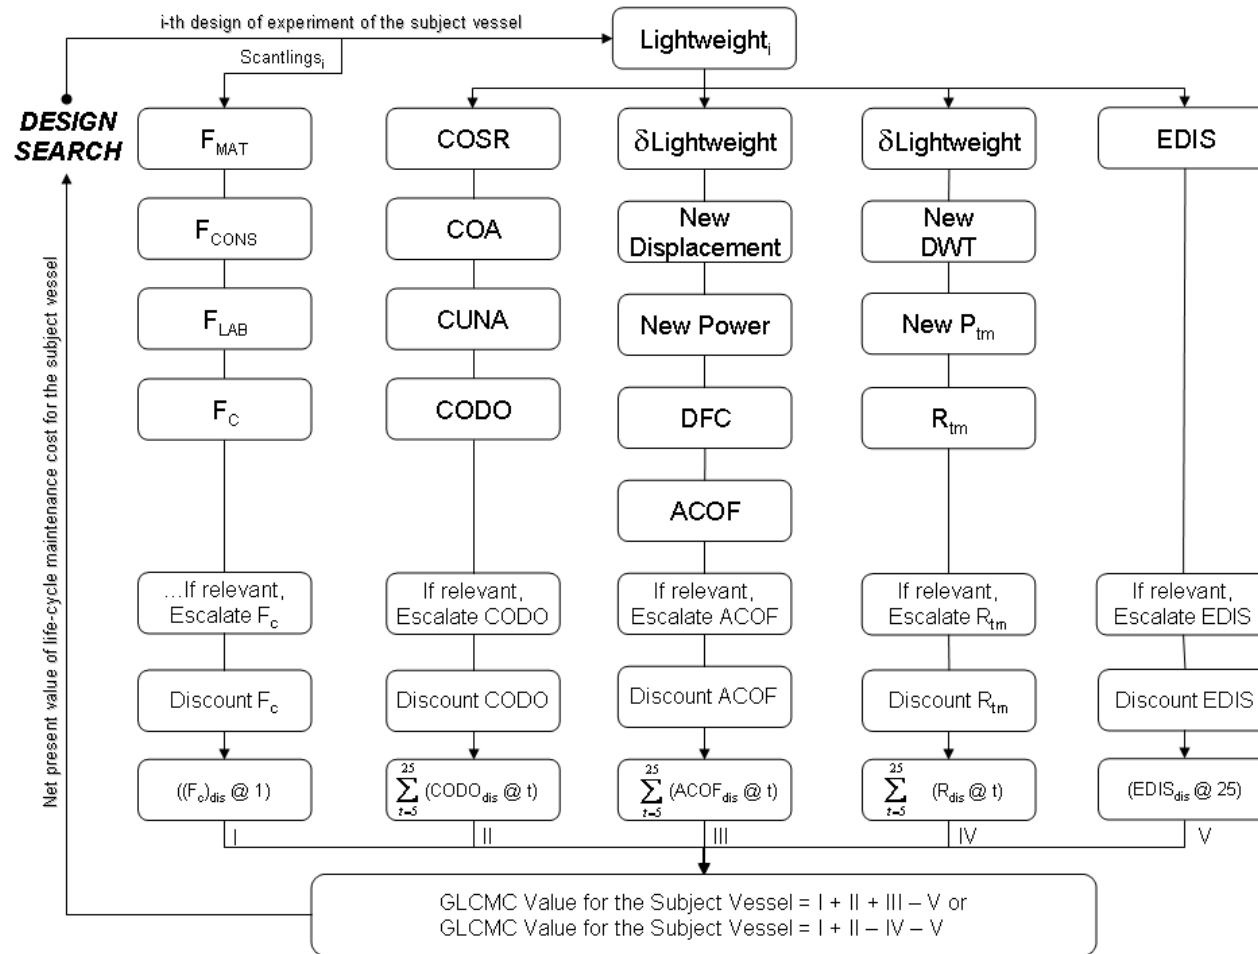 i-th design of experiment of the subject vessel
Lightweight_i
Scantlings_i
DESIGN
SEARCH
F_MAT
COSR
δLightweight
δLightweight
EDIS
F_CONS
COA
New
Displacement
New
DWT
F_LAB
CUNA
New Power
New P_tm
F_C
CODO
DFC
R_tm
ACOF
...If relevant,
Escalate F_c
If relevant,
Escalate CODO
If relevant,
Escalate ACOF
If relevant,
Escalate R_tm
If relevant,
Escalate EDIS
Discount F_c
Discount CODO
Discount ACOF
Discount R_tm
Discount EDIS
((F_c)_dis @ 1)
25 ∑ t=5 (CODO_dis @ t)
25 ∑ t=5 (ACOF_dis @ t)
25 ∑ t=5 (R_dis @ t)
(EDIS_dis @ 25)
I
II
III
IV
V
GLCMC Value for the Subject Vessel = I + II + III – V or
GLCMC Value for the Subject Vessel = I + II – IV – V
Net present value of life-cycle maintenance cost for the subject vessel